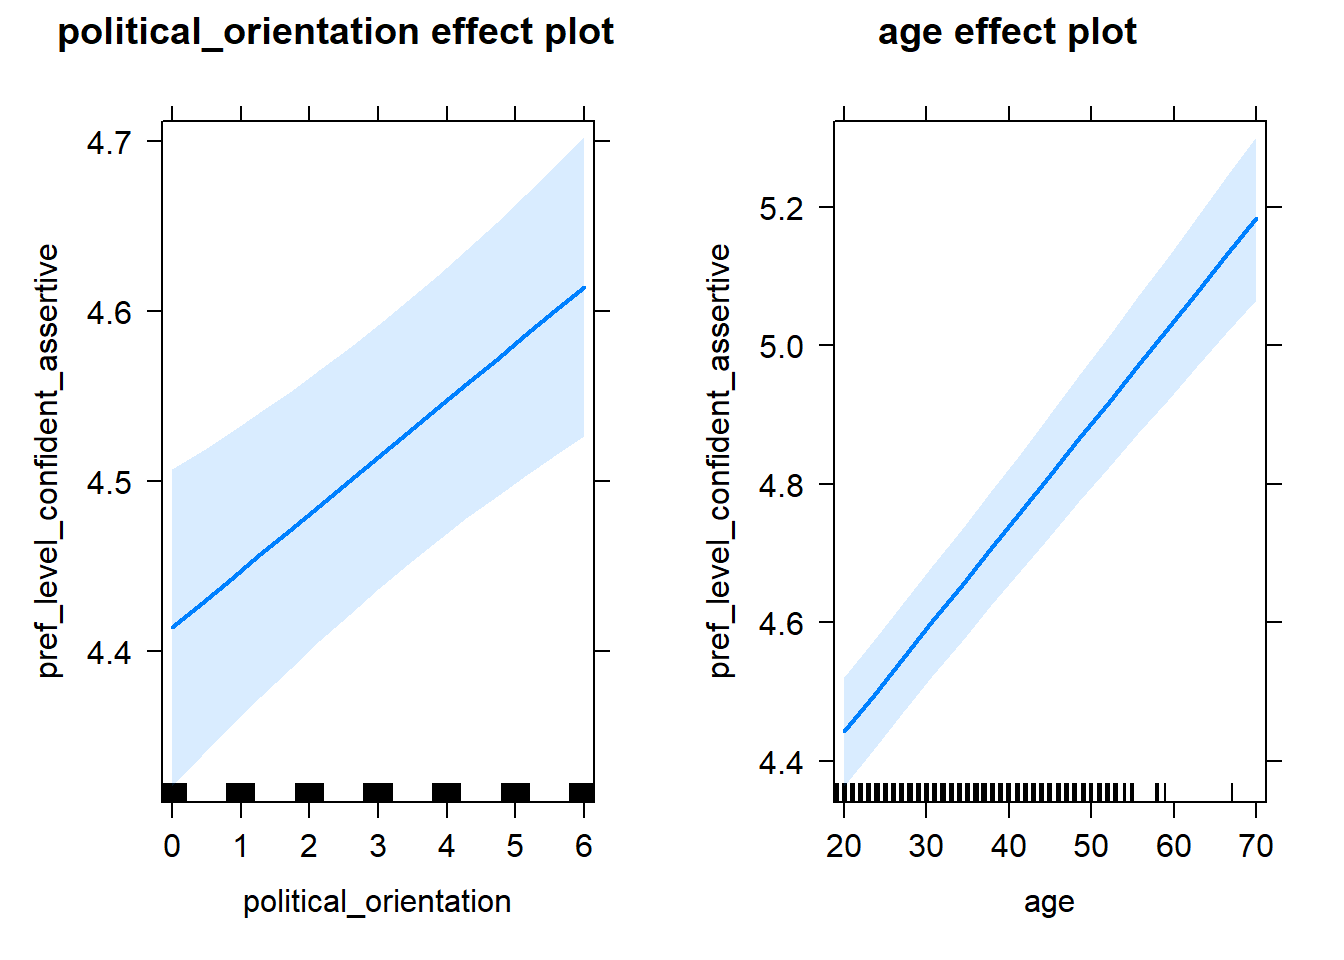 political_orientation effect plot
pref_level_confident_assertive
4.7
4.6
4.5
4.4
0 1 2 3 4 5 6
political_orientation
age effect plot
pref_level_confident_assertive
5.2
5.0
4.8
4.6
4.4
20 30 40 50 60 70
age